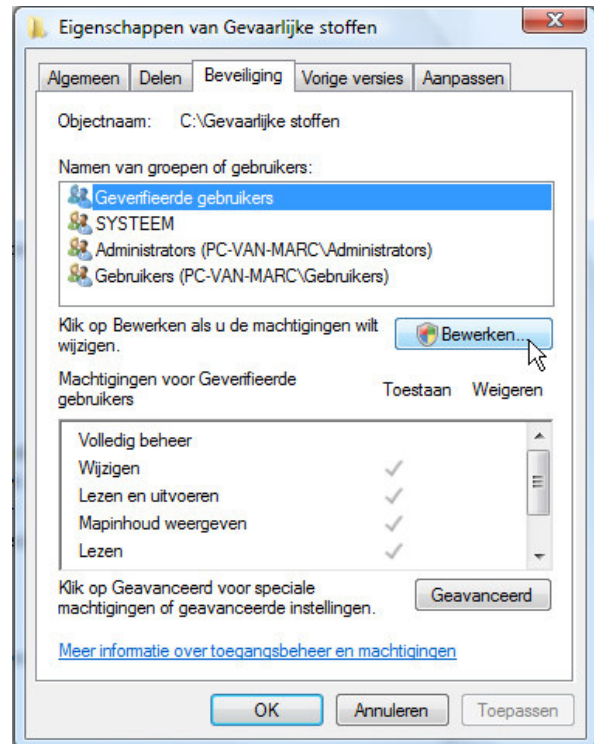 Eigenschappen van Gevaarlijke stoffen
Algemeen Delen Beveiliging Vorige versies Aanpassen
Objectnaam: C:\Gevaarlijke stoffen
Namen van groepen of gebruikers:
Geverifieerde gebruikers
SYSTEEM
Administrators (PC-VAN-MARC\Administrators)
Gebruikers (PC-VAN-MARC\Gebruikers)
Klik op Bewerken als u de machtigingen wilt
wijzigen.
Bewerken...
Machtigingen voor Geverifieerde
gebruikers
Toestaan Weigeren
Volledig beheer
Wijzigen
Lezen en uitvoeren
Mapinhoud weergeven
Lezen
Klik op Geavanceerd voor speciale
machtigingen of geavanceerde instellingen.
Geavanceerd
Meer informatie over toegangsbeheer en machtigingen
OK Annuleren Toepassen